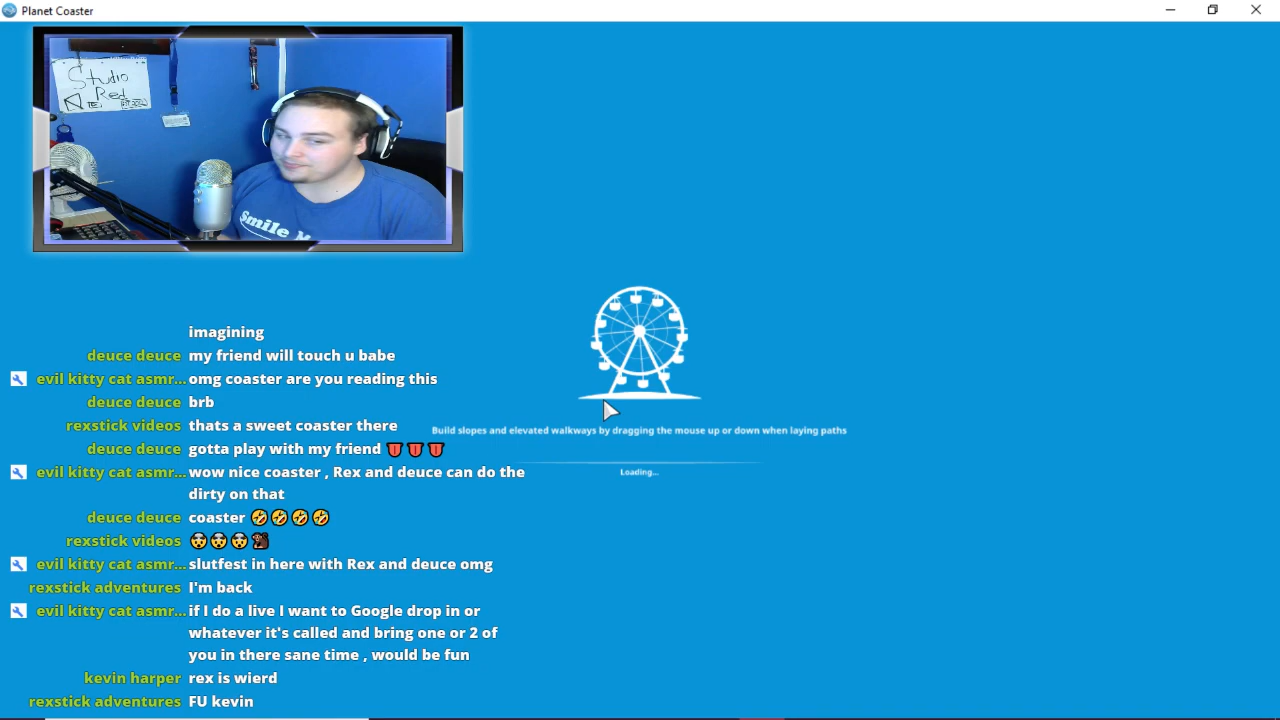 Planet Coaster
Studio
Red
Smile
imagining
deuce deuce my friend will touch u babe
evil kitty cat asmr... omg coaster are you reading this
deuce deuce brb
rexstick videos thats a sweet coaster there
Build slopes and elevated walkways by dragging the mouse up or down when laying paths
deuce deuce gotta play with my friend
evil kitty cat asmr... wow nice coaster , Rex and deuce can do the
dirty on that
Loading...
deuce deuce coaster
rexstick videos
evil kitty cat asmr... slutfest in here with Rex and deuce omg
rexstick adventures I'm back
evil kitty cat asmr... if I do a live I want to Google drop in or
whatever it's called and bring one or 2 of
you in there sane time , would be fun
kevin harper rex is wierd
rexstick adventures FU kevin